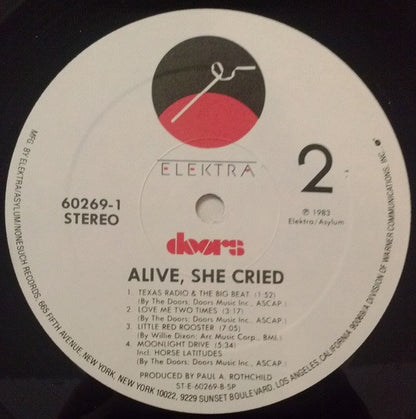 ELEKTRA
2
60269-1
STEREO
℗ 1983
Elektra/Asylum
doors
ALIVE, SHE CRIED
1. TEXAS RADIO & THE BIG BEAT (1:52)
(By The Doors; Doors Music Inc., ASCAP.)
2. LOVE ME TWO TIMES (3:17)
(By The Doors; Doors Music Inc., ASCAP.)
3. LITTLE RED ROOSTER (7:05)
(By Willie Dixon; Arc Music Corp., BMI.)
4. MOONLIGHT DRIVE (5:34)
Incl. HORSE LATITUDES
(By The Doors; Doors Music Inc., ASCAP.)
PRODUCED BY PAUL A. ROTHCHILD
ST-E-60269-B-SP
MFG. BY ELEKTRA/ASYLUM/NONESUCH RECORDS, 665 FIFTH AVENUE, NEW YORK, NEW YORK 10022, 9229 SUNSET BOULEVARD, LOS ANGELES, CALIFORNIA 90069. A DIVISION OF WARNER COMMUNICATIONS, INC.